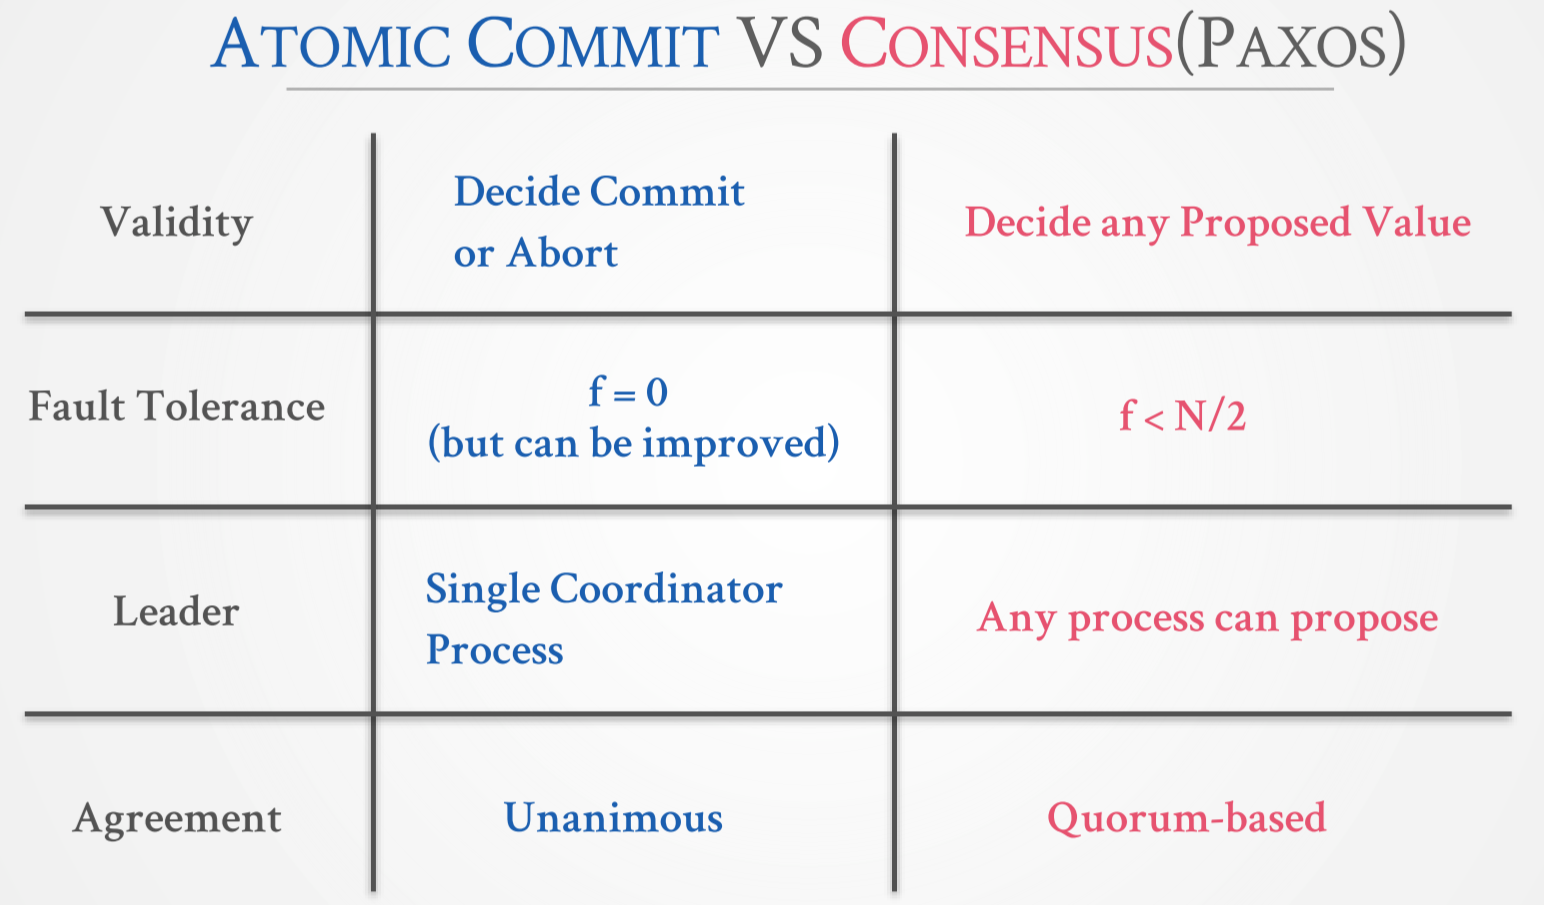 ATOMIC COMMIT VS CONSENSUS(PAXOS)
Validity
Decide Commit
or Abort
Decide any Proposed Value
Fault Tolerance
f = 0
(but can be improved)
f < N/2
Leader
Single Coordinator
Process
Any process can propose
Agreement
Unanimous
Quorum-based